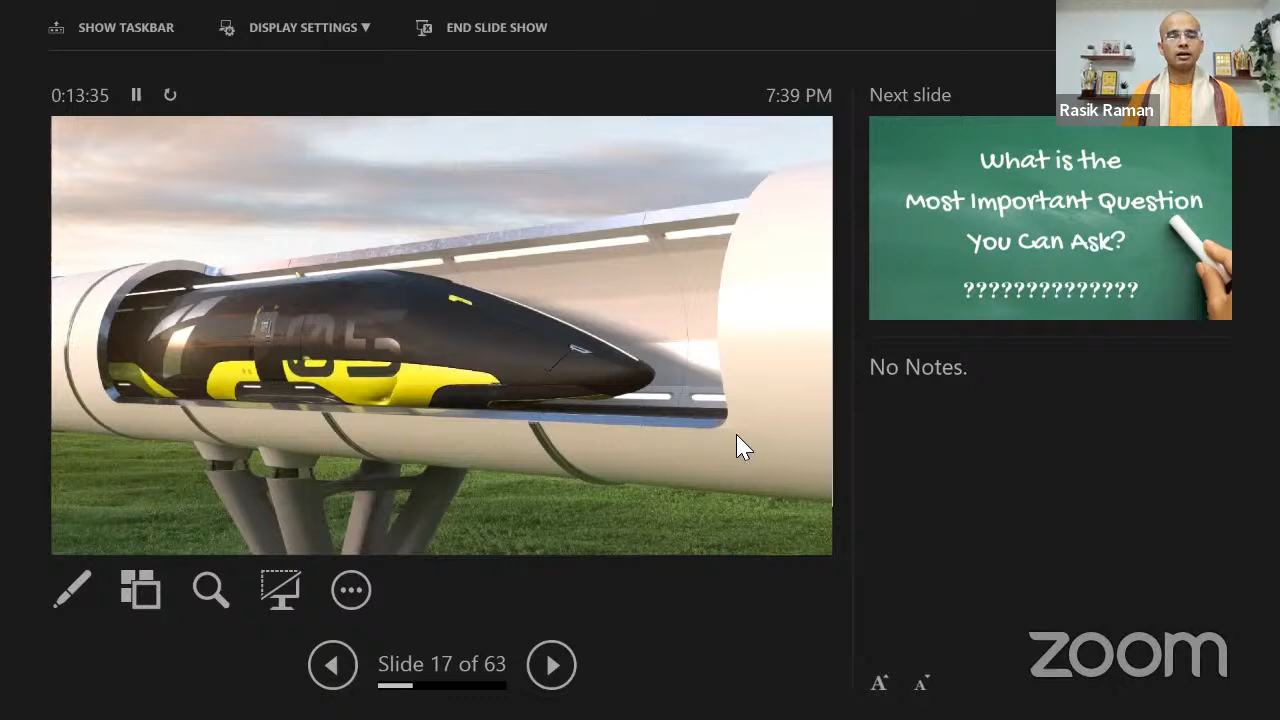 SHOW TASKBAR
DISPLAY SETTINGS ▼
END SLIDE SHOW
0:13:35
7:39 PM
Next slide
Rasik Raman
What is the
Most Important Question
You Can Ask?
??????????????
No Notes.
Slide 17 of 63
A A
zoom